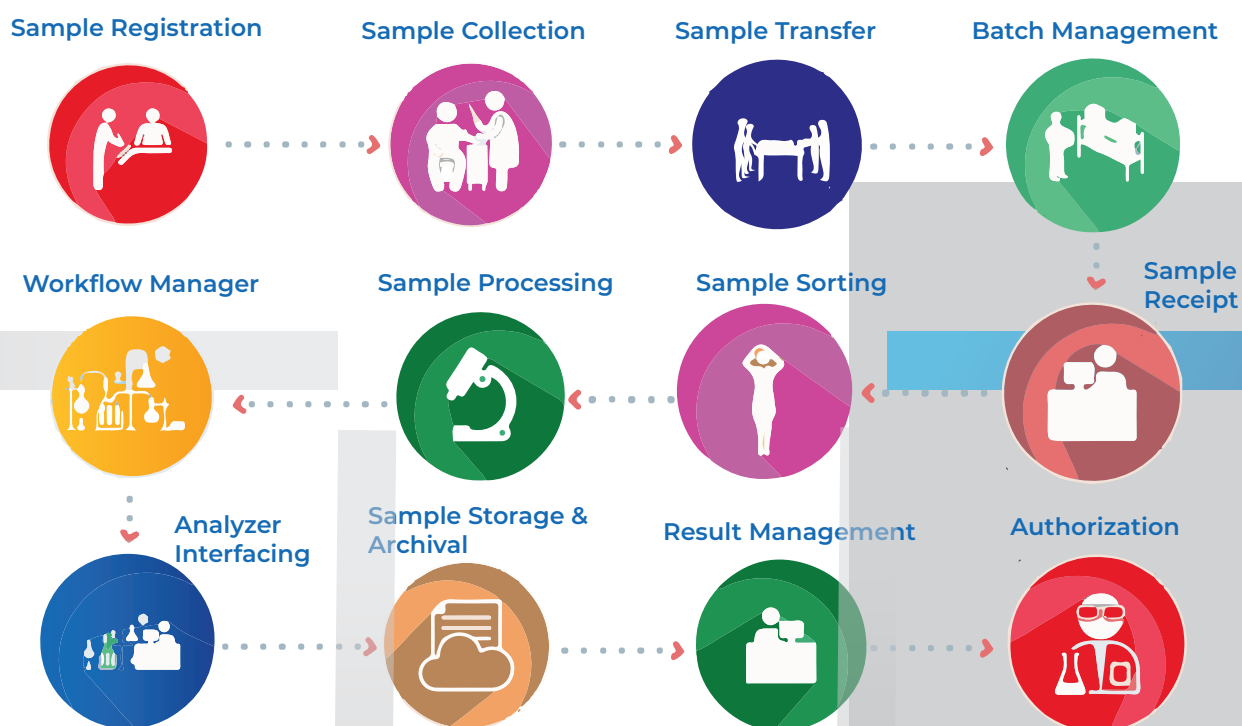 Sample Registration
Sample Collection
Sample Transfer
Batch Management
Workflow Manager
Sample Processing
Sample Sorting
Sample
Receipt
Analyzer
Interfacing
Sample Storage &
Archival
Result Management
Authorization